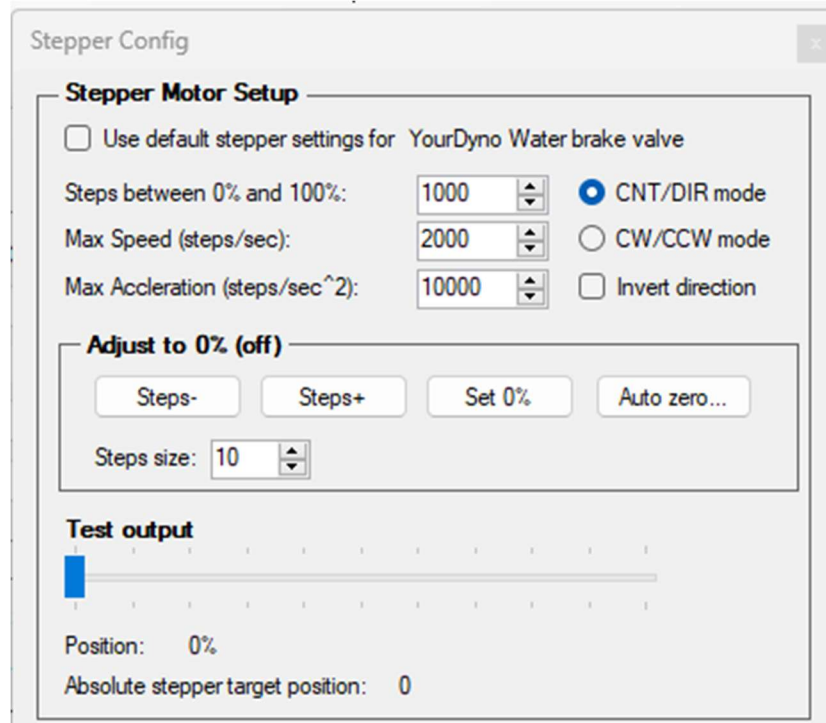 Stepper Config
x
Stepper Motor Setup
Use default stepper settings for YourDyno Water brake valve
Steps between 0% and 100%: 1000 CNT/DIR mode
Max Speed (steps/sec): 2000 CW/CCW mode
Max Accleration (steps/sec^2): 10000 Invert direction
Adjust to 0% (off)
Steps- Steps+ Set 0% Auto zero...
Steps size: 10
Test output
Position: 0%
Absolute stepper target position: 0